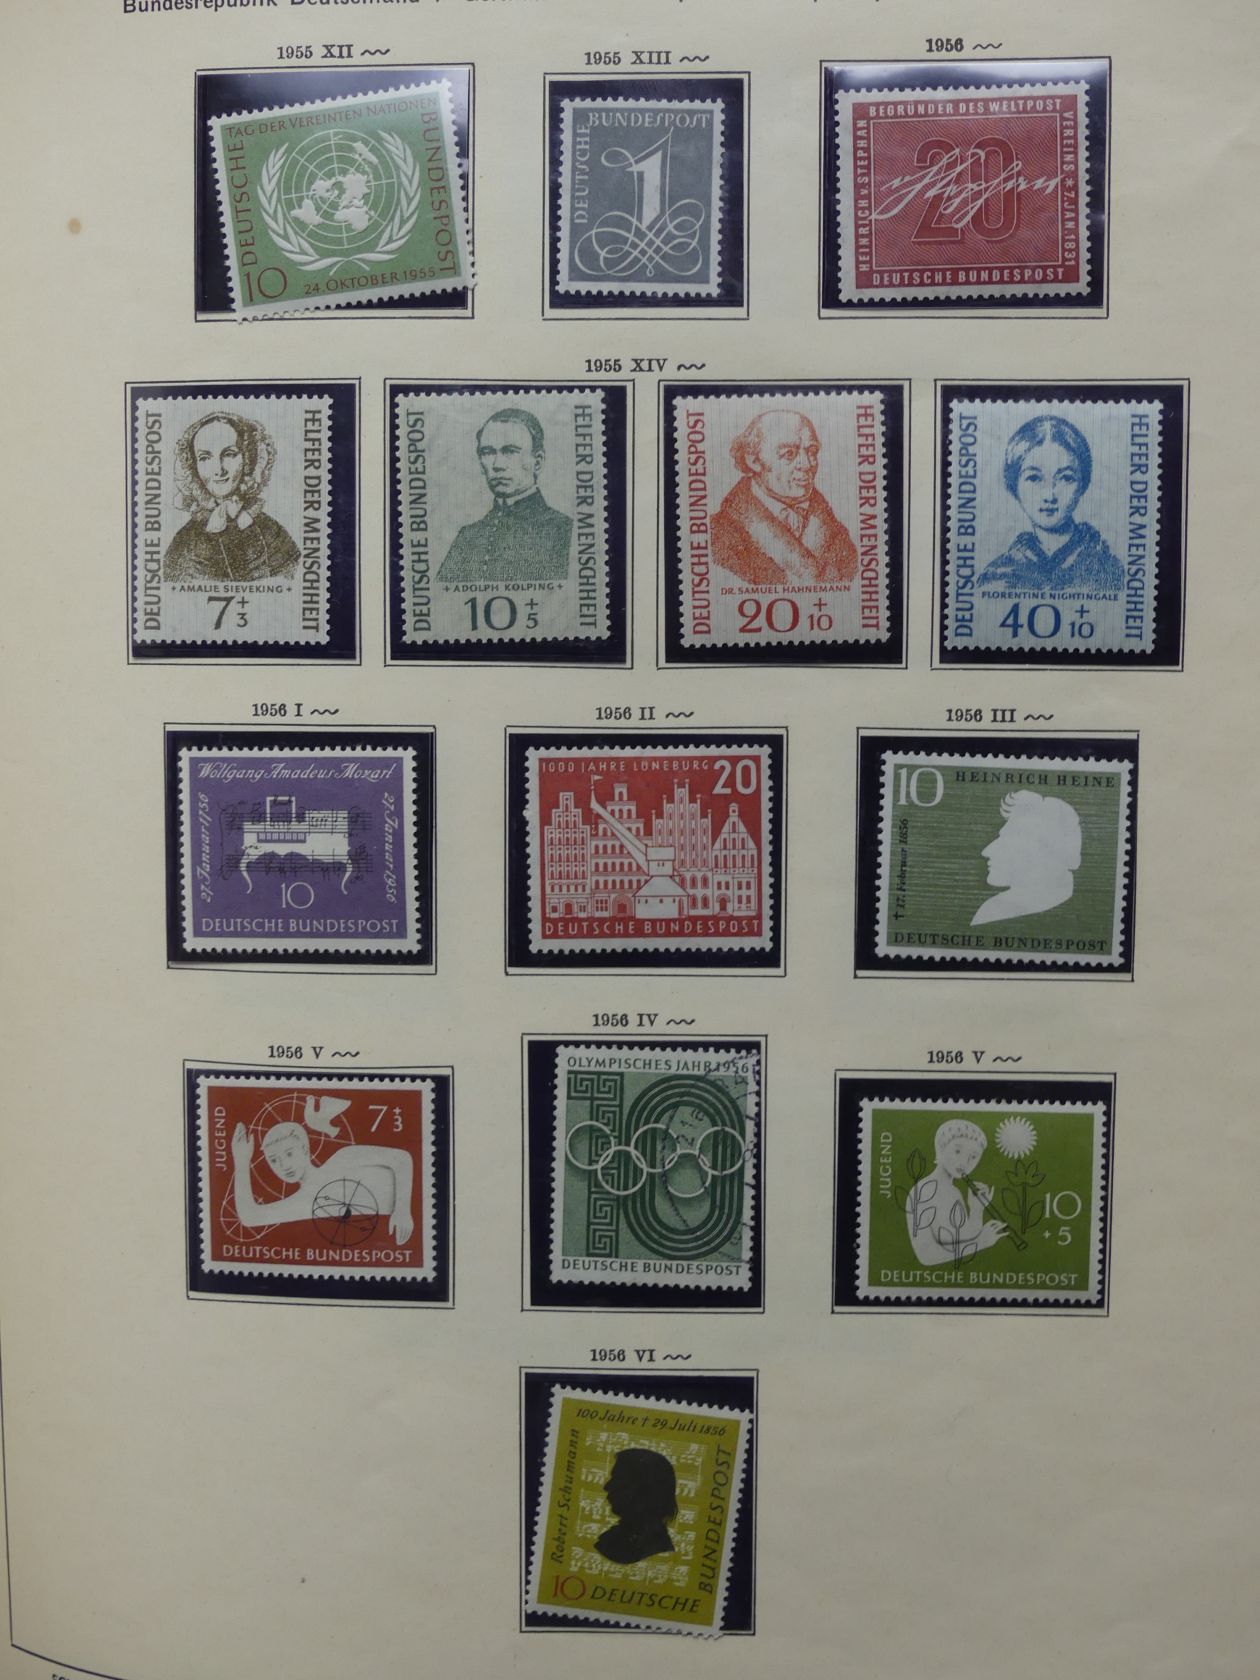 Bundesrepublik Deutschland /
1955 XII
1955 XIII
1956
TAG DER VEREINTEN NATIONEN
DEUTSCHE
BUNDESPOST
10
24. OKTOBER 1955
DEUTSCHE
BUNDESPOST
1
BEGRÜNDER DES WELTPOST
HEINRICH v. STEPHAN
VEREINS * 7. JAN. 1831
20
DEUTSCHE BUNDESPOST
1955 XIV
DEUTSCHE BUNDESPOST
HELFER DER MENSCHHEIT
+ AMALIE SIEVEKING +
7+3
DEUTSCHE BUNDESPOST
HELFER DER MENSCHHEIT
+ ADOLPH KOLPING +
10+5
DEUTSCHE BUNDESPOST
HELFER DER MENSCHHEIT
DR. SAMUEL HAHNEMANN
20+10
DEUTSCHE BUNDESPOST
HELFER DER MENSCHHEIT
FLORENTINE NIGHTINGALE
40+10
1956 I
1956 II
1956 III
Wolfgang Amadeus Mozart
27. Januar 1756
27. Januar 1956
10
DEUTSCHE BUNDESPOST
1000 JAHRE LÜNEBURG 20
DEUTSCHE BUNDESPOST
10 HEINRICH HEINE
† 17. Februar 1856
DEUTSCHE BUNDESPOST
1956 V
1956 IV
1956 V
JUGEND
7+3
DEUTSCHE BUNDESPOST
OLYMPISCHES JAHR 1956
10
DEUTSCHE BUNDESPOST
JUGEND
10
+ 5
DEUTSCHE BUNDESPOST
1956 VI
100 Jahre † 29. Juli 1856
Robert Schumann
BUNDESPOST
10 DEUTSCHE